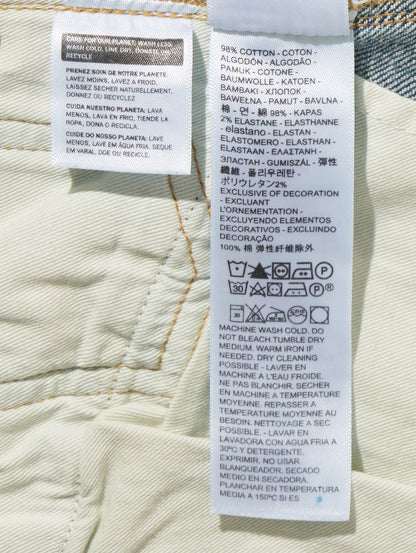 CARE FOR OUR PLANET: WASH LESS,
WASH COLD, LINE DRY, DONATE OR
RECYCLE
PRENEZ SOIN DE NOTRE PLANETE:
LAVEZ MOINS, LAVEZ A FROID,
LAISSEZ SECHER NATURELLEMENT,
DONNEZ OU RECYCLEZ.
CUIDA NUESTRO PLANETA: LAVA
MENOS, LAVA EN FRIO, TIENDE LA
ROPA, DONA O RECICLA.
CUIDE DO NOSSO PLANETA: LAVE
MENOS, LAVE EM ÁGUA FRIA, SEQUE
EM VARAL, DOE OU RECICLE.
98% COTTON - COTON -
ALGODÓN - ALGODÃO -
PAMUK - COTONE -
BAUMWOLLE - KATOEN -
BAMBAKI - ХЛОПОК -
BAWEŁNA - PAMUT - BAVLNA -
棉 - 면 - 綿 98% - KAPAS
2% ELASTANE - ELASTHANNE
- elastano - ELASTAN -
ELASTOMERO - ELASTHAN -
ELASTAAN - ΕΛΑΣΤΑΝΗ -
ЭЛАСТАН - GUMISZÁL - 弹性
纤维 - 폴리우레탄 -
ポリウレタン2%
EXCLUSIVE OF DECORATION
- EXCLUANT
L'ORNEMENTATION -
EXCLUYENDO ELEMENTOS
DECORATIVOS - EXCLUINDO
DECORAÇÃO
100% 棉 弹性纤维除外
P
30 P
30
MACHINE WASH COLD. DO
NOT BLEACH.TUMBLE DRY
MEDIUM. WARM IRON IF
NEEDED. DRY CLEANING
POSSIBLE - LAVER EN
MACHINE A L'EAU FROIDE.
NE PAS BLANCHIR. SECHER
EN MACHINE A TEMPERATURE
MOYENNE. REPASSER A
TEMPERATURE MOYENNE AU
BESOIN. NETTOYAGE A SEC
POSSIBLE - LAVAR EN
LAVADORA CON AGUA FRIA A
30ºC Y DETERGENTE.
EXPRIMIR. NO USAR
BLANQUEADOR. SECADO
MEDIO EN SECADORA.
PLANCHAR EN TEMPERATURA
MEDIA A 150ºC SI ES